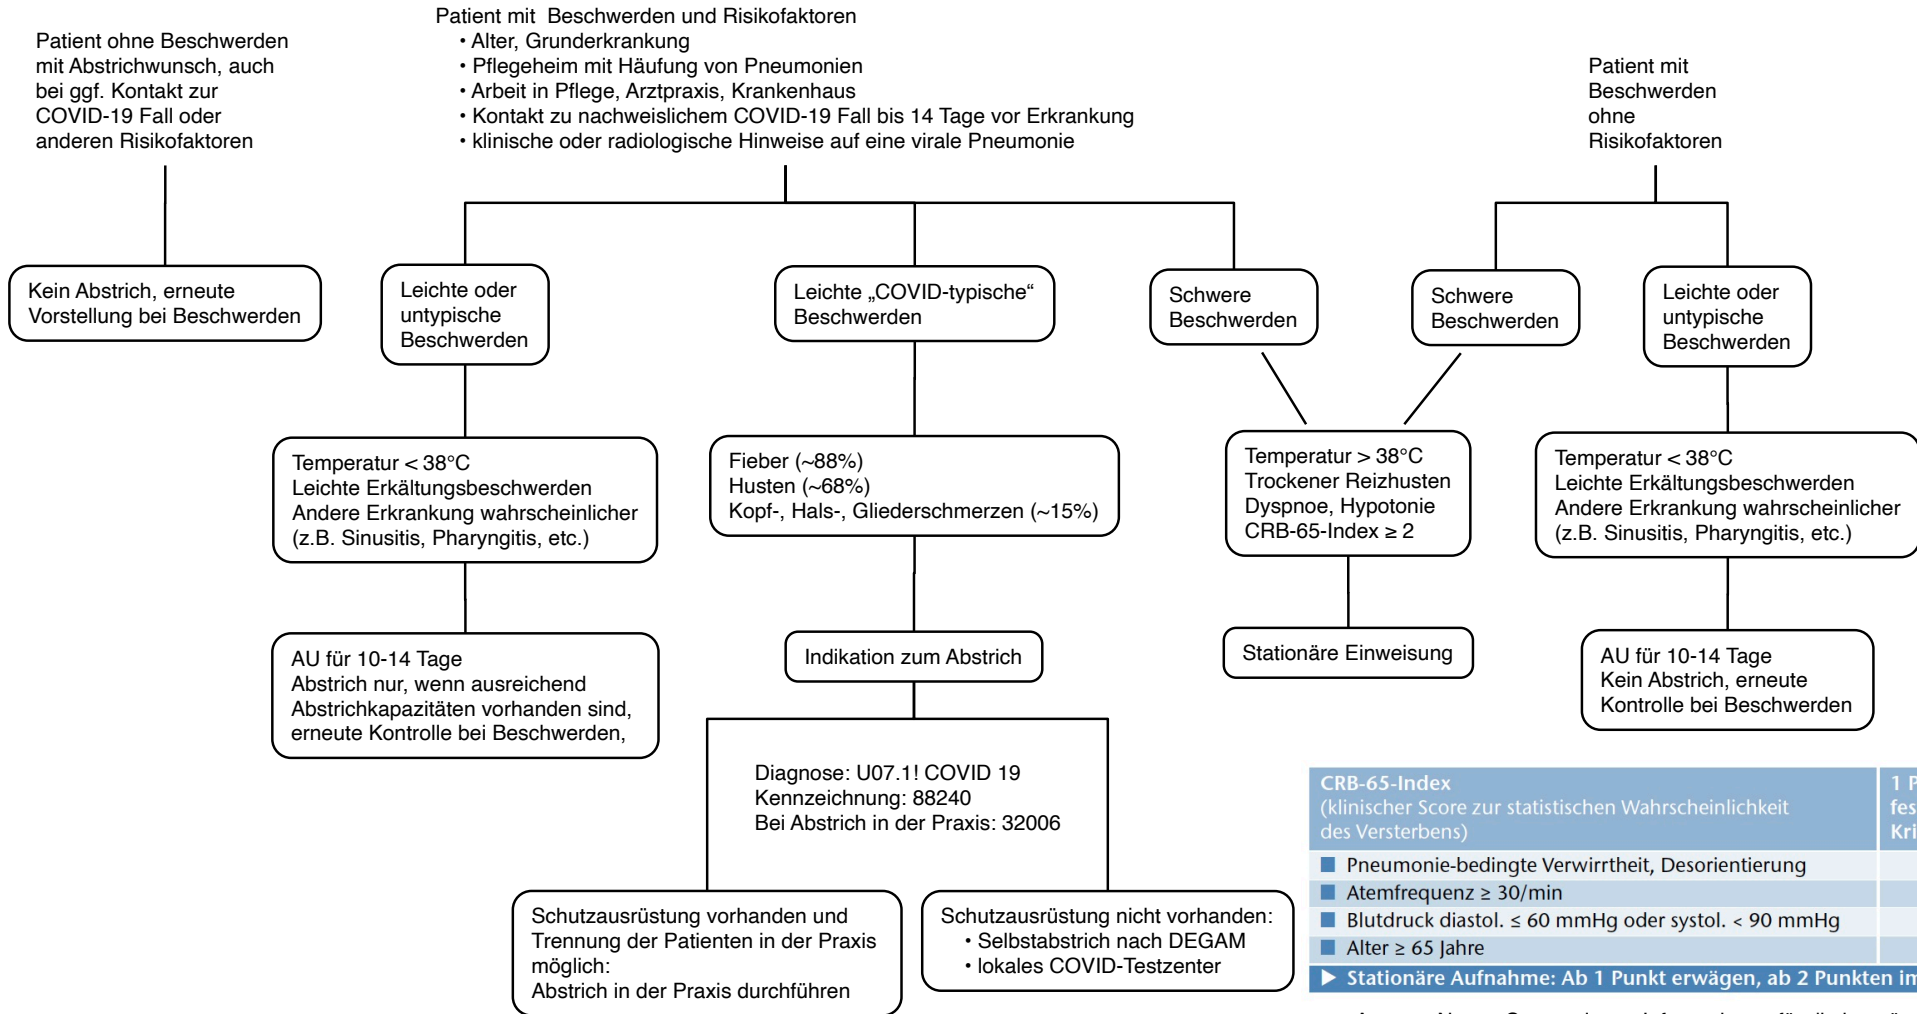 Patient ohne Beschwerden
mit Abstrichwunsch, auch
bei ggf. Kontakt zur
COVID-19 Fall oder
anderen Risikofaktoren
Patient mit  Beschwerden und Risikofaktoren
• Alter, Grunderkrankung
• Pflegeheim mit Häufung von Pneumonien
• Arbeit in Pflege, Arztpraxis, Krankenhaus
• Kontakt zu nachweislichem COVID-19 Fall bis 14 Tage vor Erkrankung
• klinische oder radiologische Hinweise auf eine virale Pneumonie
Patient mit
Beschwerden
ohne
Risikofaktoren
Kein Abstrich, erneute
Vorstellung bei Beschwerden
Leichte oder
untypische
Beschwerden
Leichte „COVID-typische“
Beschwerden
Schwere
Beschwerden
Schwere
Beschwerden
Leichte oder
untypische
Beschwerden
Temperatur < 38°C
Leichte Erkältungsbeschwerden
Andere Erkrankung wahrscheinlicher
(z.B. Sinusitis, Pharyngitis, etc.)
Fieber (~88%)
Husten (~68%)
Kopf-, Hals-, Gliederschmerzen (~15%)
Temperatur > 38°C
Trockener Reizhusten
Dyspnoe, Hypotonie
CRB-65-Index ≥ 2
Temperatur < 38°C
Leichte Erkältungsbeschwerden
Andere Erkrankung wahrscheinlicher
(z.B. Sinusitis, Pharyngitis, etc.)
AU für 10-14 Tage
Abstrich nur, wenn ausreichend
Abstrichkapazitäten vorhanden sind,
erneute Kontrolle bei Beschwerden,
Indikation zum Abstrich
Stationäre Einweisung
AU für 10-14 Tage
Kein Abstrich, erneute
Kontrolle bei Beschwerden
Diagnose: U07.1! COVID 19
Kennzeichnung: 88240
Bei Abstrich in der Praxis: 32006
Schutzausrüstung vorhanden und
Trennung der Patienten in der Praxis
möglich:
Abstrich in der Praxis durchführen
Schutzausrüstung nicht vorhanden:
• Selbstabstrich nach DEGAM
• lokales COVID-Testzenter
CRB-65-Index
(klinischer Score zur statistischen Wahrscheinlichkeit
des Versterbens)
1
■ Pneumonie-bedingte Verwirrtheit, Desorientierung
■ Atemfrequenz ≥ 30/min
■ Blutdruck diastol. ≤ 60 mmHg oder systol. < 90 mmHg
■ Alter ≥ 65 Jahre
▶ Stationäre Aufnahme: Ab 1 Punkt erwägen, ab 2 Punkten